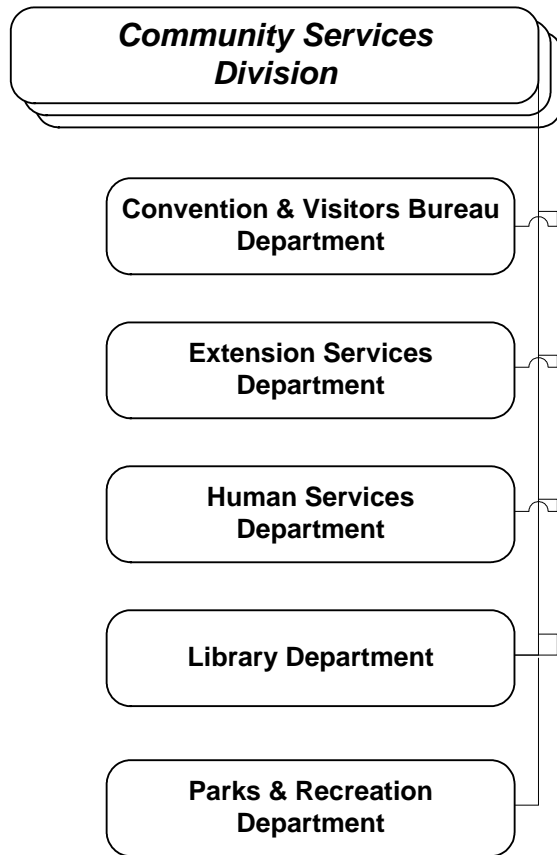 Community Services
Division
Convention & Visitors Bureau
Department
Extension Services
Department
Human Services
Department
Library Department
Parks & Recreation
Department